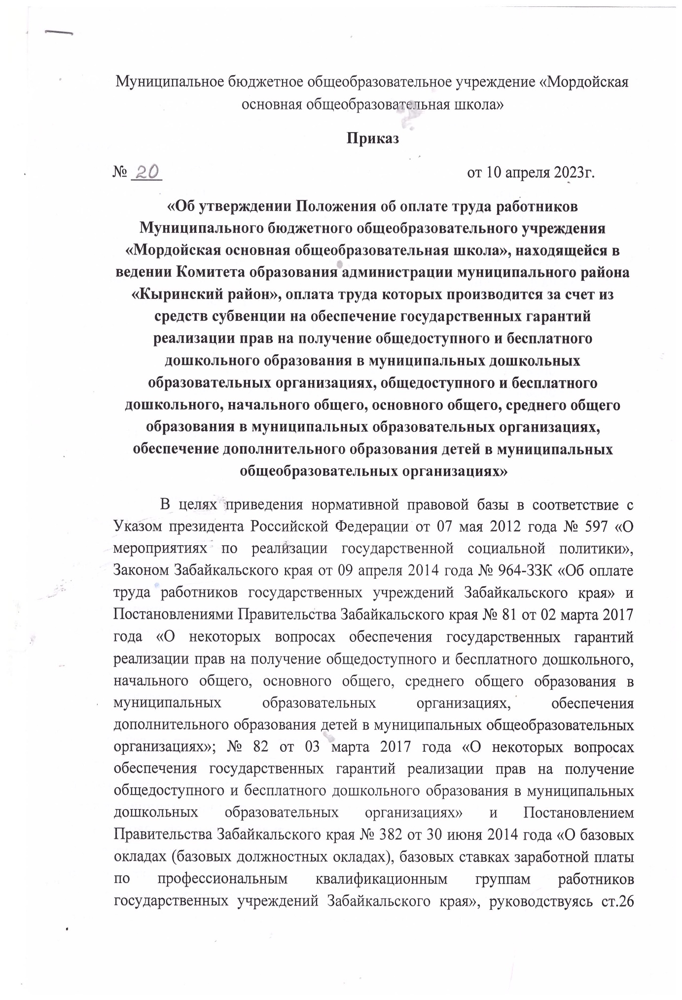 Муниципальное бюджетное общеобразовательное учреждение «Мордойская
основная общеобразовательная школа»
Приказ
№ 20 от 10 апреля 2023г.
«Об утверждении Положения об оплате труда работников
Муниципального бюджетного общеобразовательного учреждения
«Мордойская основная общеобразовательная школа», находящейся в
ведении Комитета образования администрации муниципального района
«Кыринский район», оплата труда которых производится за счет из
средств субвенции на обеспечение государственных гарантий
реализации прав на получение общедоступного и бесплатного
дошкольного образования в муниципальных дошкольных
образовательных организациях, общедоступного и бесплатного
дошкольного, начального общего, основного общего, среднего общего
образования в муниципальных образовательных организациях,
обеспечение дополнительного образования детей в муниципальных
общеобразовательных организациях»
В целях приведения нормативной правовой базы в соответствие с
Указом президента Российской Федерации от 07 мая 2012 года № 597 «О
мероприятиях по реализации государственной социальной политики»,
Законом Забайкальского края от 09 апреля 2014 года № 964-ЗЗК «Об оплате
труда работников государственных учреждений Забайкальского края» и
Постановлениями Правительства Забайкальского края № 81 от 02 марта 2017
года «О некоторых вопросах обеспечения государственных гарантий
реализации прав на получение общедоступного и бесплатного дошкольного,
начального общего, основного общего, среднего общего образования в
муниципальных образовательных организациях, обеспечения
дополнительного образования детей в муниципальных общеобразовательных
организациях»; № 82 от 03 марта 2017 года «О некоторых вопросах
обеспечения государственных гарантий реализации прав на получение
общедоступного и бесплатного дошкольного образования в муниципальных
дошкольных образовательных организациях» и Постановлением
Правительства Забайкальского края № 382 от 30 июня 2014 года «О базовых
окладах (базовых должностных окладах), базовых ставках заработной платы
по профессиональным квалификационным группам работников
государственных учреждений Забайкальского края», руководствуясь ст.26